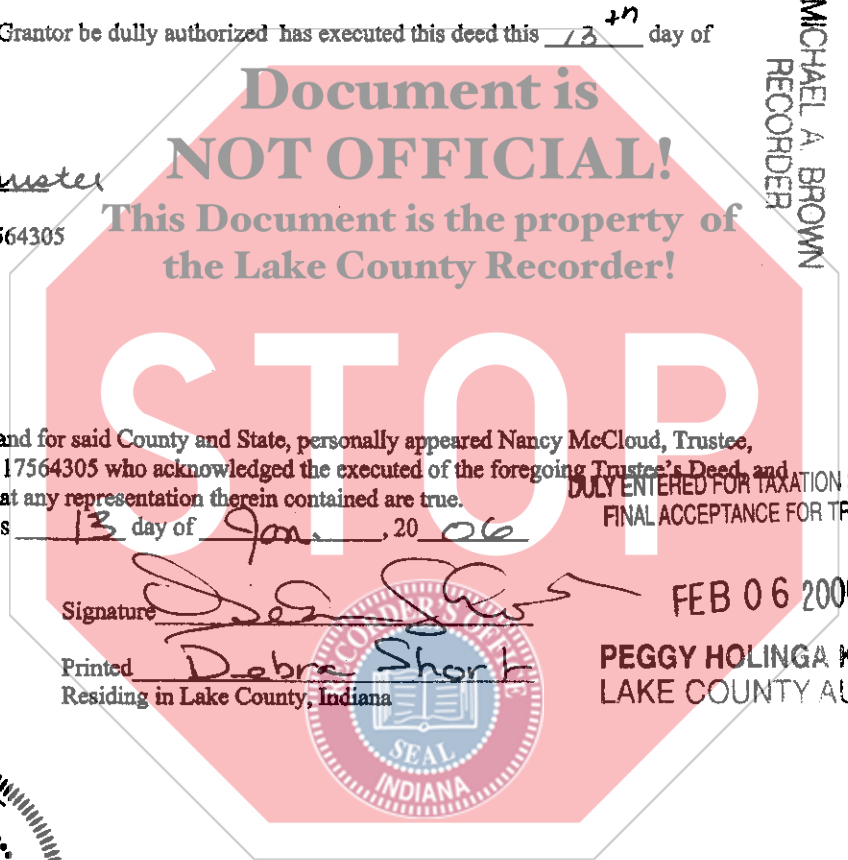 Grantor be dully authorized has executed this deed this 13th day of
MICHAEL A BROWN
RECORDER
Document is
NOT OFFICIAL!
This Document is the property of
the Lake County Recorder!
564305
STOP
and for said County and State, personally appeared Nancy McCloud, Trustee,
17564305 who acknowledged the executed of the foregoing Trustee's Deed, and
at any representation therein contained are true.
DULY ENTERED FOR TAXATION
FINAL ACCEPTANCE FOR TR
s 13 day of Jan. , 20 06
Signature
FEB 06 200
Printed Debra Short
Residing in Lake County, Indiana
PEGGY HOLINGA K
LAKE COUNTY AU
RECORDER'S OFFICE
SEAL
INDIANA